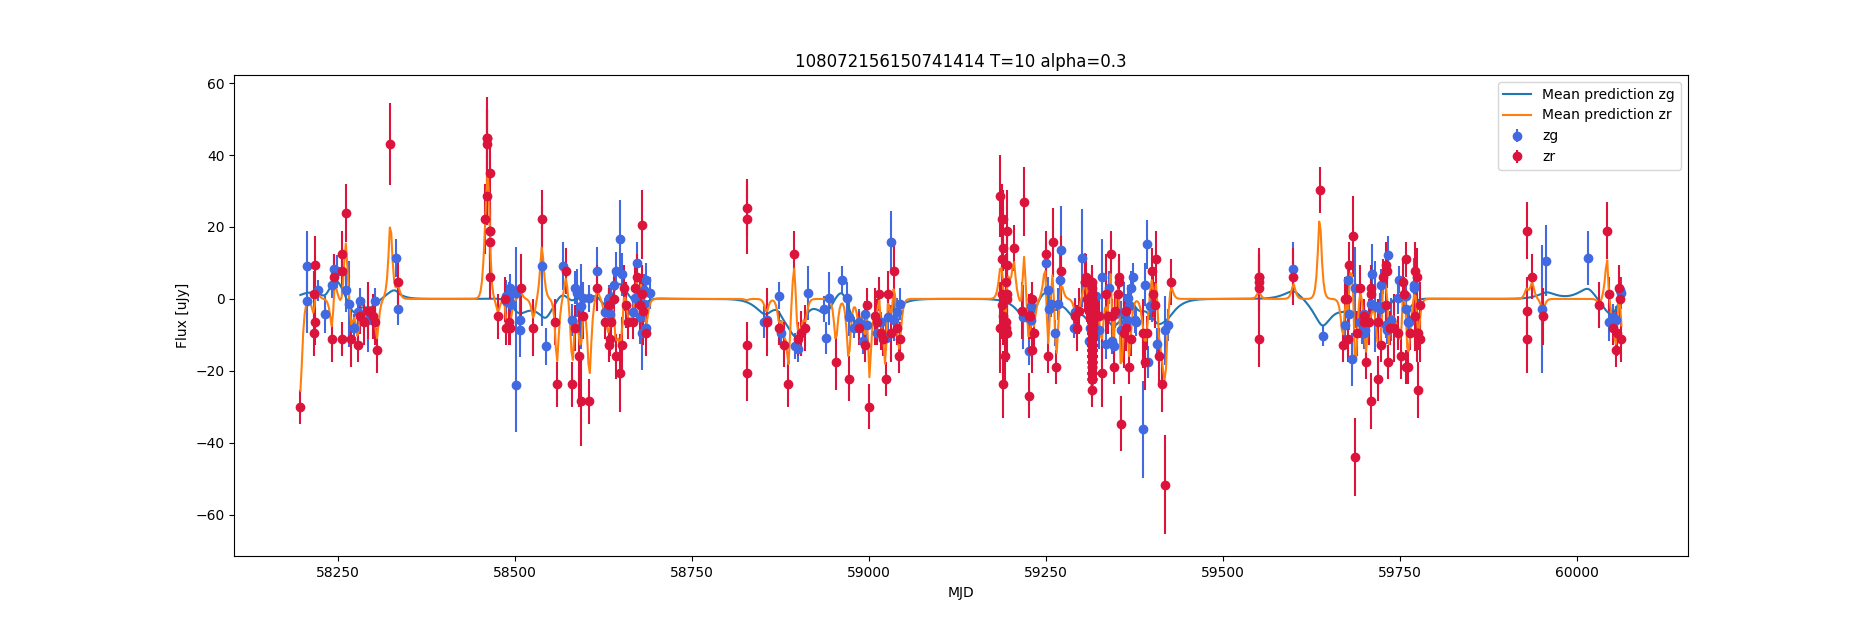 108072156150741414 T=10 alpha=0.3
60
40
20
0
−20
−40
−60
Flux [uJy]
58250
58500
58750
59000
59250
59500
59750
60000
MJD
Mean prediction zg
Mean prediction zr
zg
zr